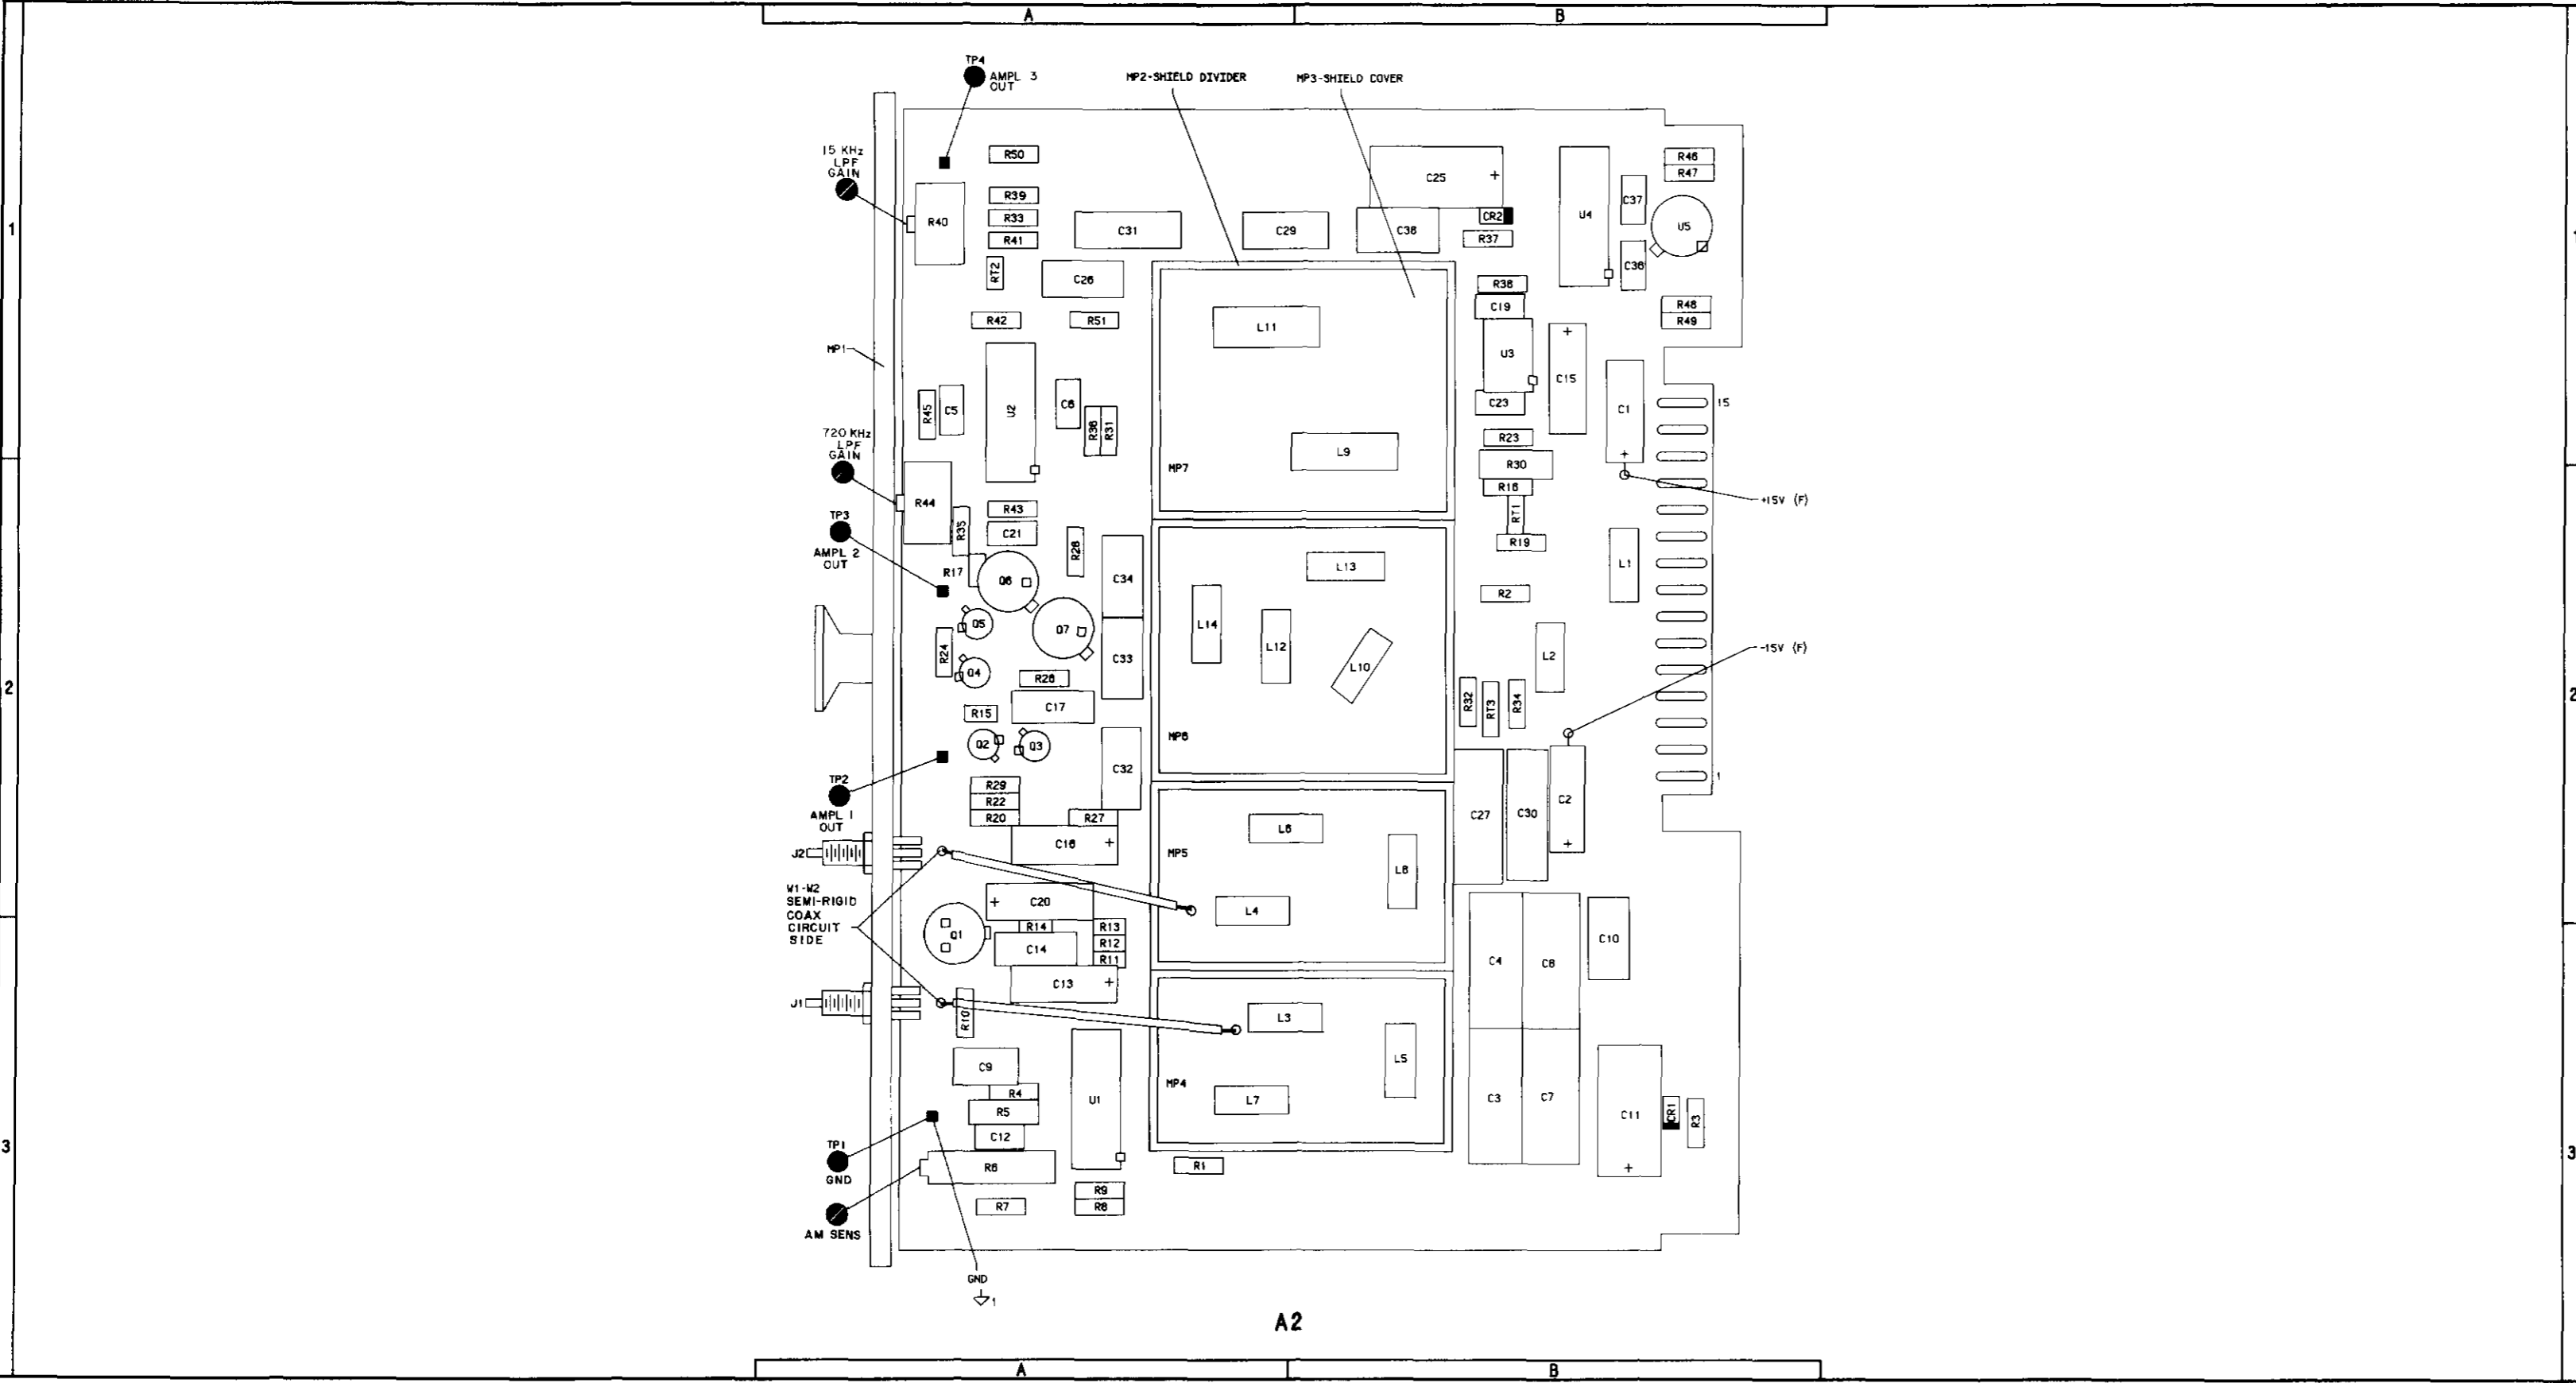 A
B
TP4
AMPL 3
OUT
MP2-SHIELD DIVIDER
MP3-SHIELD COVER
15 KHz
LPF
GAIN
R50
R46
R47
C25
+
R39
R33
R41
R40
C31
C29
C38
CR2
R37
U4
C37
U5
C36
1
RT2
C26
R38
C19
R48
R49
R42
R51
L11
U3
+
MP1
C15
R45
C5
U2
C6
R36
R31
C23
C1
15
720 KHz
LPF
GAIN
R23
L9
R30
+
MP7
R16
+15V (F)
R44
R43
RT1
TP3
R35
C21
R19
AMPL 2
OUT
R17
Q6
R28
C34
L13
L1
R2
Q5
Q7
L14
L12
L10
R24
C33
L2
-15V (F)
Q4
R26
2
2
R32
RT3
R34
R15
C17
Q2
Q3
MP6
C32
TP2
AMPL 1
OUT
R29
R22
R20
R27
C27
C30
C2
1
L6
C16
+
+
J2
MP5
L8
W1-W2
SEMI-RIGID
COAX
CIRCUIT
SIDE
+
C20
L4
Q1
R14
R13
C14
R12
R11
C4
C8
C10
C13
+
J1
R10
L3
L5
C9
R4
MP4
R5
U1
L7
C3
C7
C11
CR1
R3
C12
TP1
GND
R6
R1
+
3
3
R9
R7
R8
AM SENS
GND
1
A2
A
B